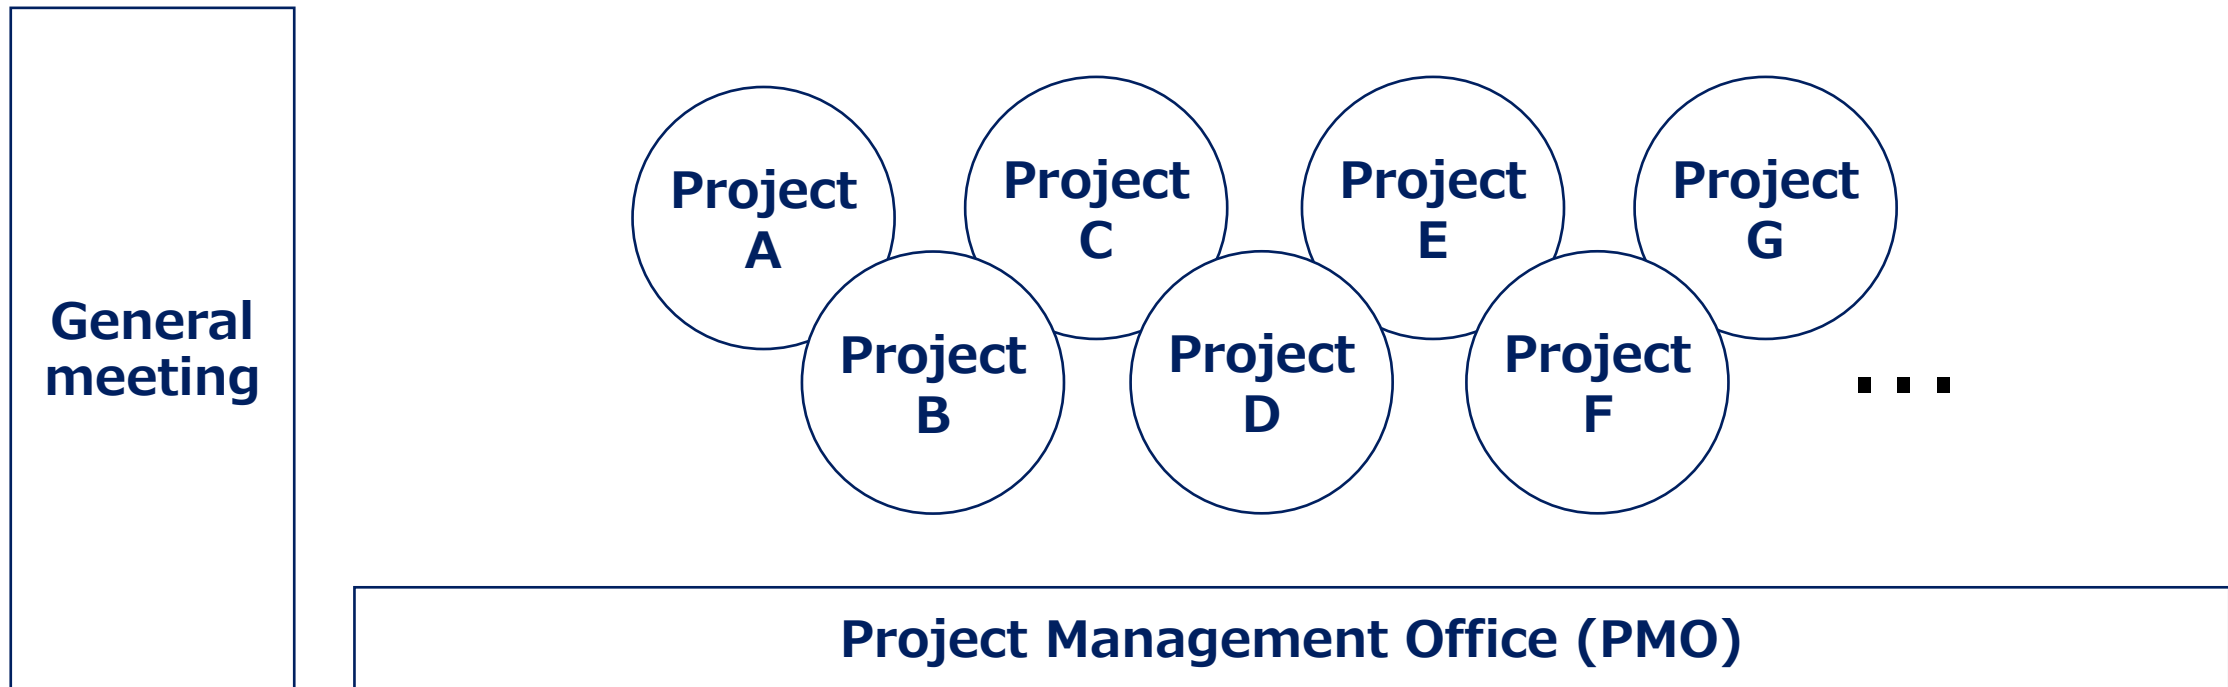 General
meeting
Project
A
Project
B
Project
C
Project
D
Project
E
Project
F
Project
G
...
Project Management Office (PMO)